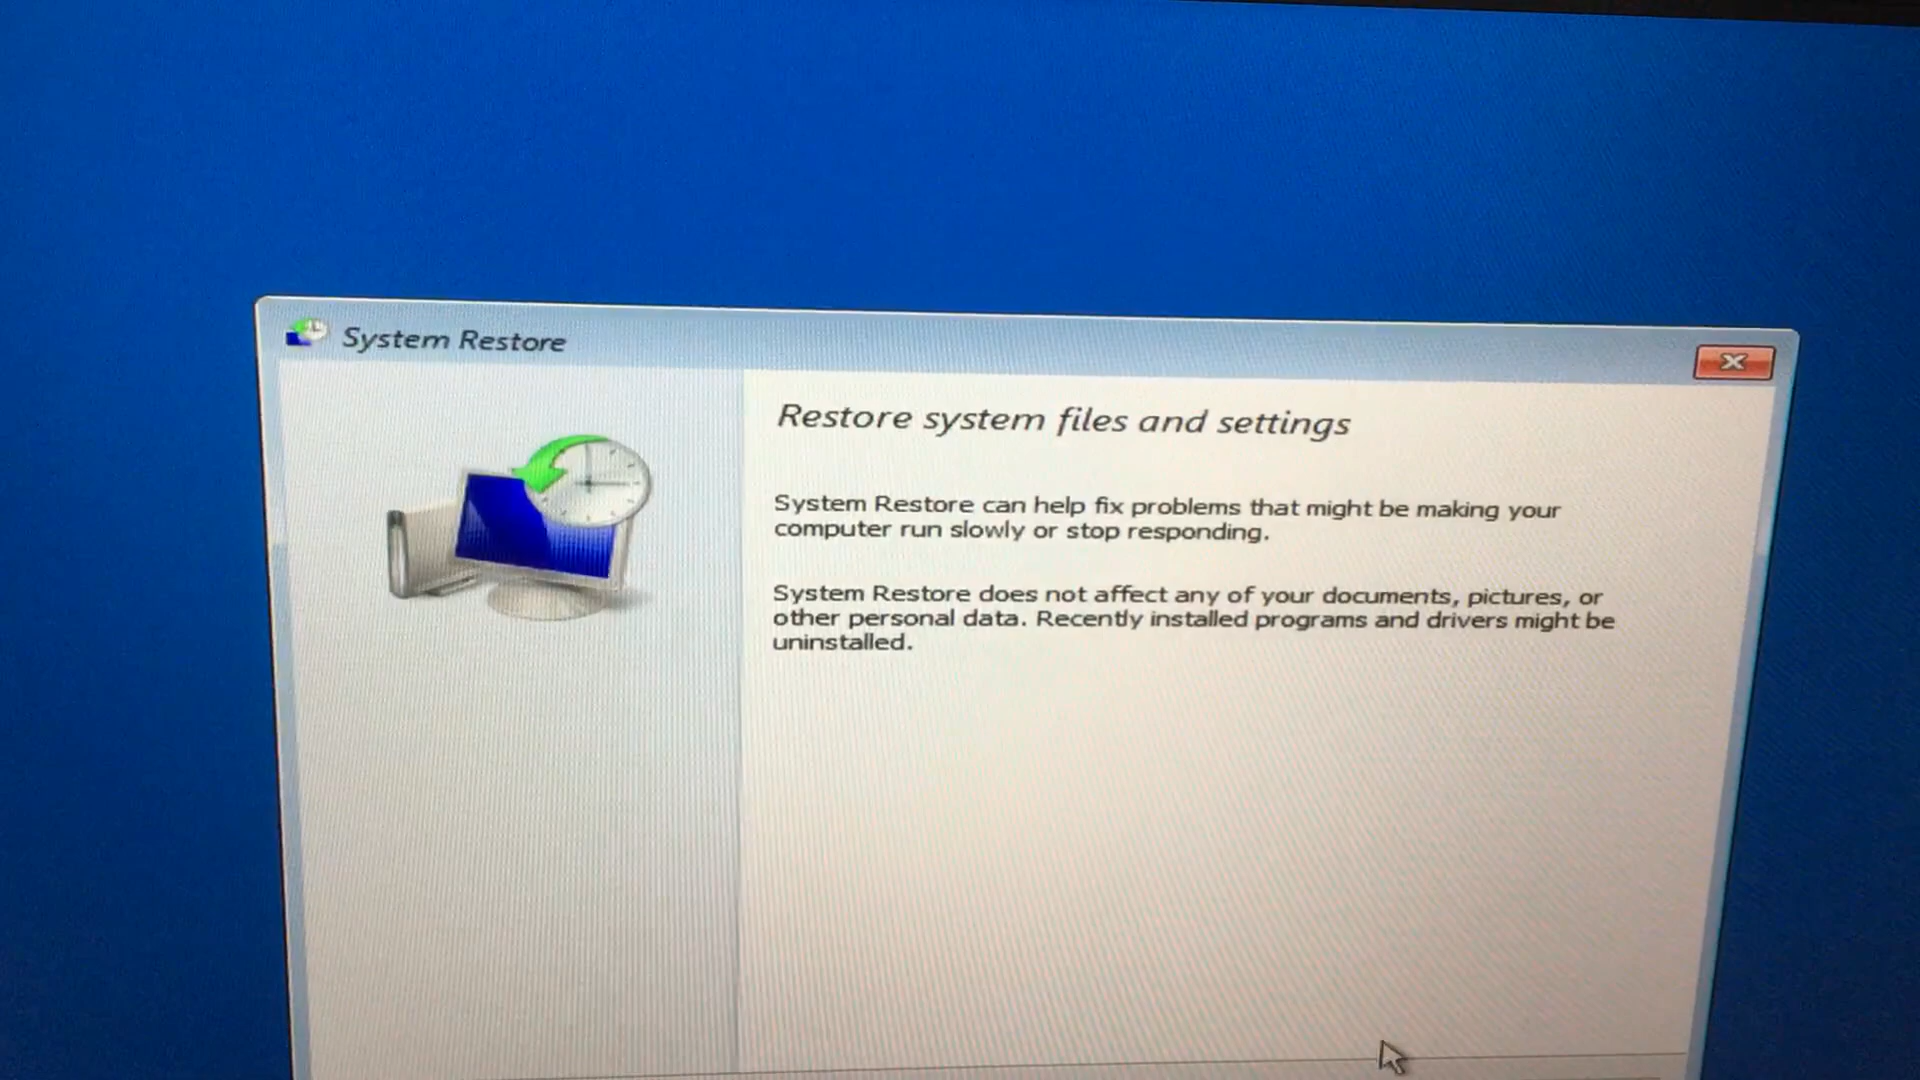 System Restore
Restore system files and settings
System Restore can help fix problems that might be making your
computer run slowly or stop responding.
System Restore does not affect any of your documents, pictures, or
other personal data. Recently installed programs and drivers might be
uninstalled.